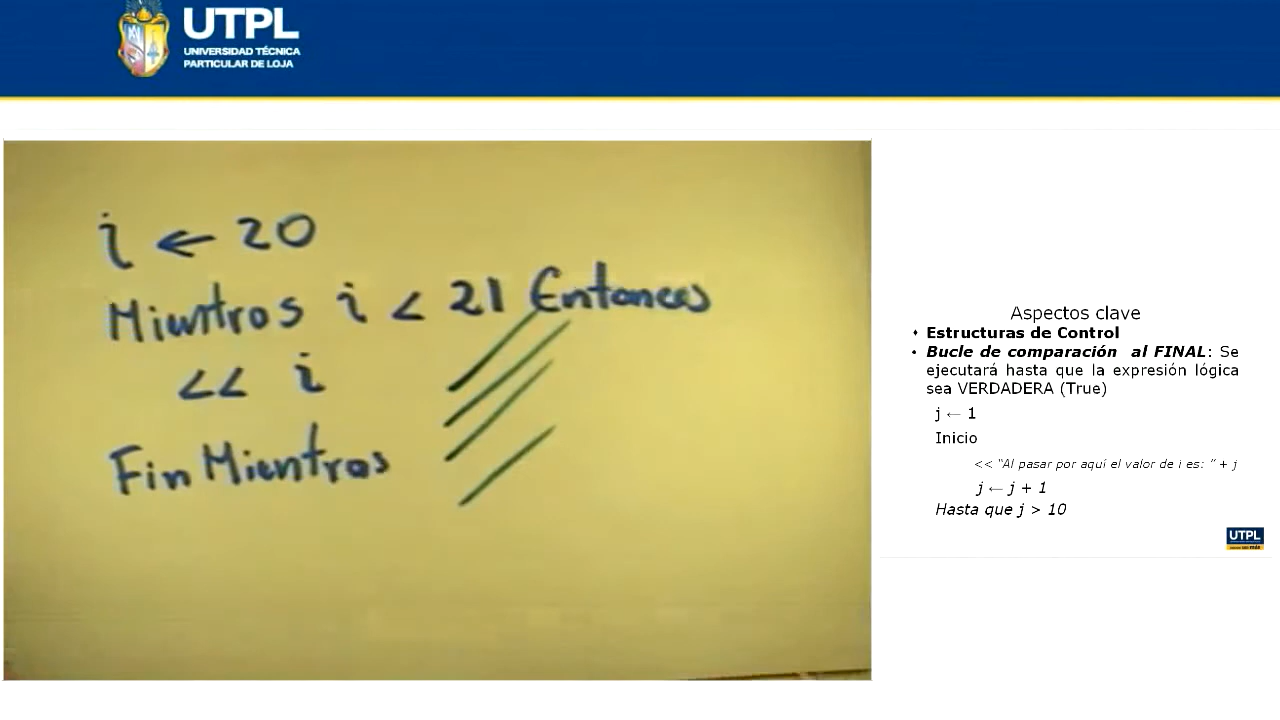 UTPL
UNIVERSIDAD TÉCNICA
PARTICULAR DE LOJA
i ← 20
Mientras i < 21 Entonces
<< i
Fin Mientras
Aspectos clave
Estructuras de Control
Bucle de comparación al FINAL: Se
ejecutará hasta que la expresión lógica
sea VERDADERA (True)
j ← 1
Inicio
<< "Al pasar por aquí el valor de i es: " + j
j ← j + 1
Hasta que j > 10
UTPL